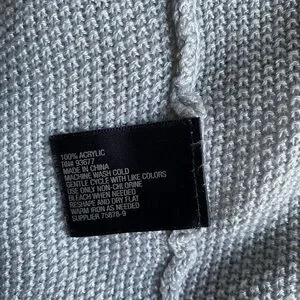 100% ACRYLIC
RN# 93677
MADE IN CHINA
MACHINE WASH COLD
GENTLE CYCLE WITH LIKE COLORS
USE ONLY NON-CHLORINE
BLEACH WHEN NEEDED
RESHAPE AND DRY FLAT
WARM IRON AS NEEDED
SUPPLIER 75878-9